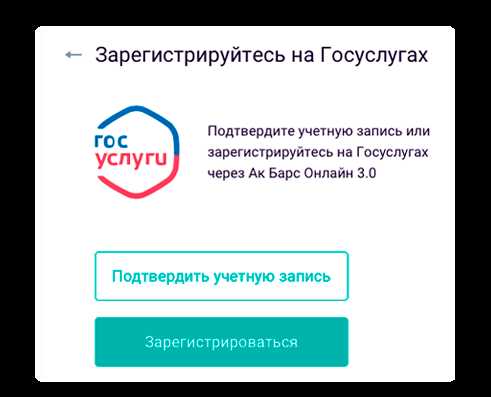 ← Зарегистрируйтесь на Госуслугах
гос
услуги
Подтвердите учетную запись или
зарегистрируйтесь на Госуслугах
через Ак Барс Онлайн 3.0
Подтвердить учетную запись
Зарегистрироваться